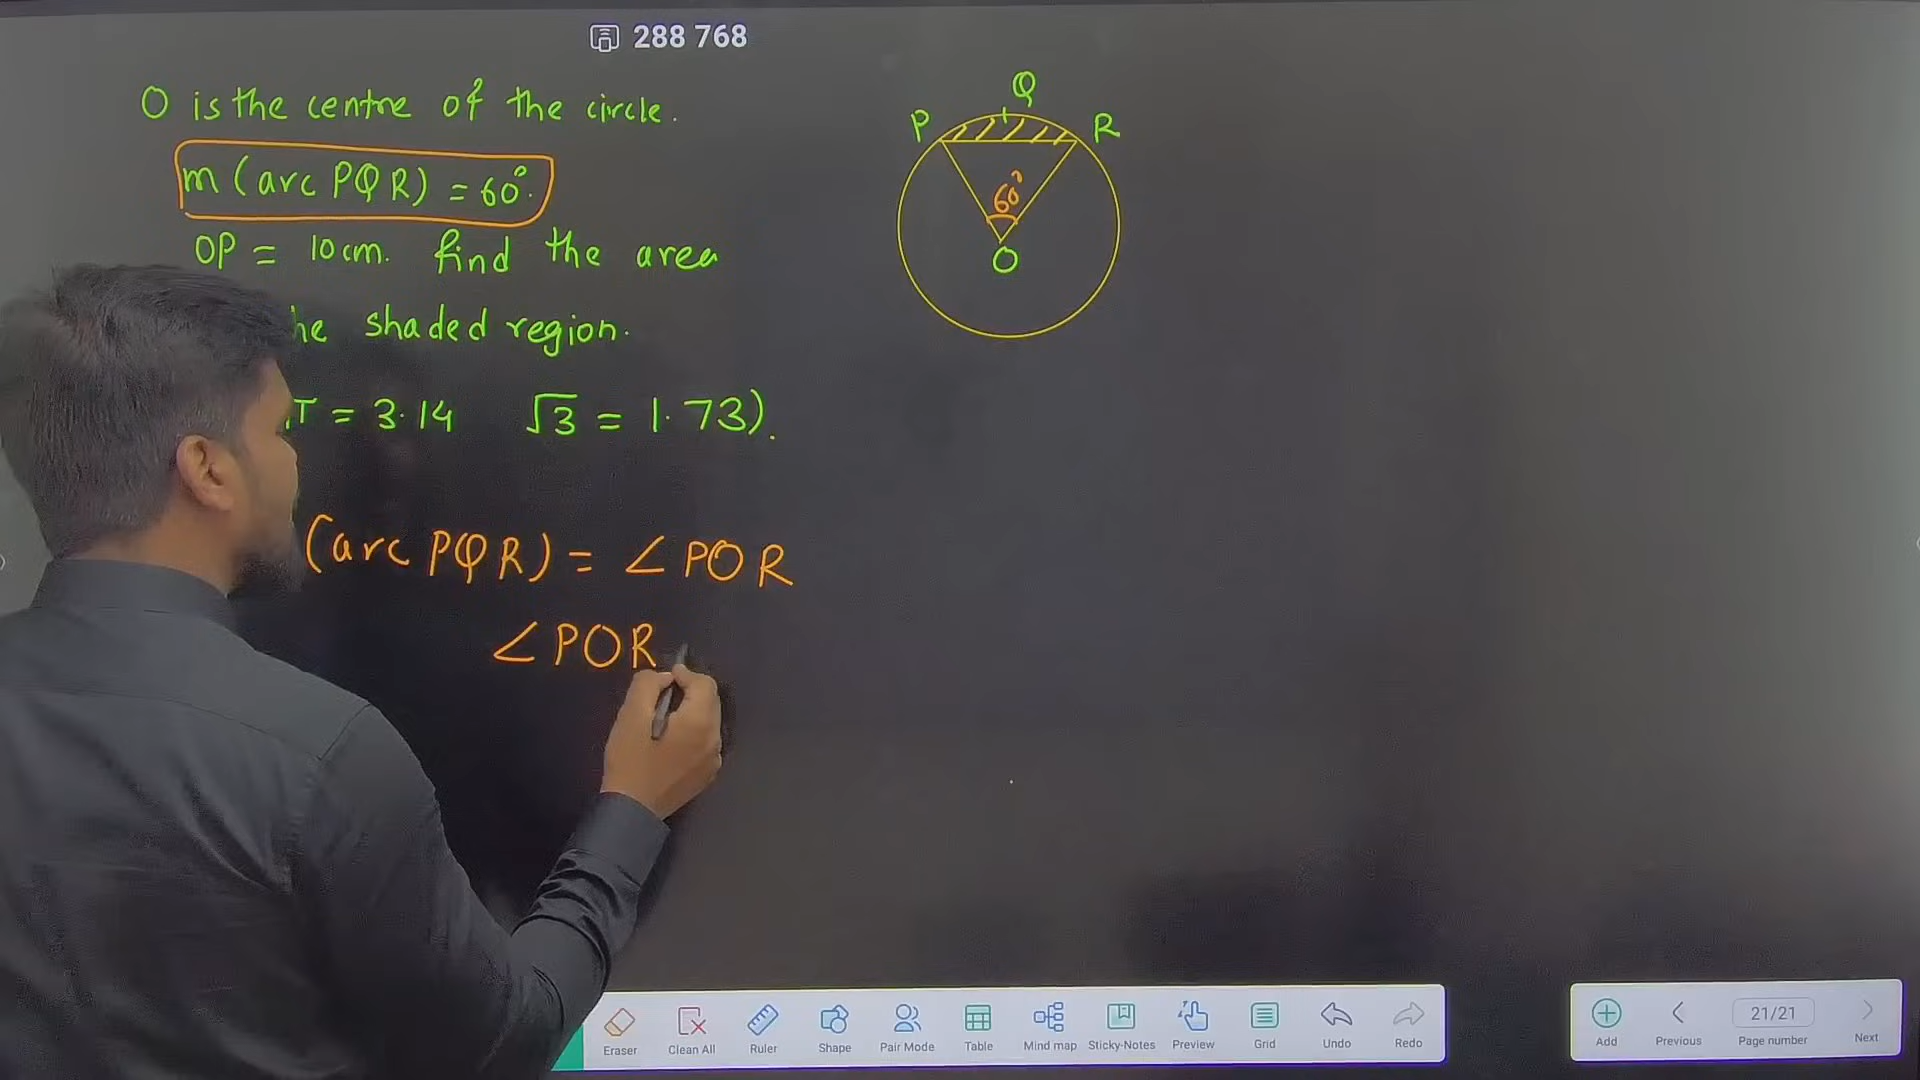 288 768
O is the centre of the circle.
m (arc PQR) = 60°.
OP = 10 cm. find the area
he shaded region.
= 3.14 √3 = 1.73).
(arc PQR) = ∠POR
∠POR
Q
P
R
60°
O
Eraser
Clean All
Ruler
Shape
Pair Mode
Table
Mind map
Sticky-Notes
Preview
Grid
Undo
Redo
Add
Previous
21/21
Page number
Next